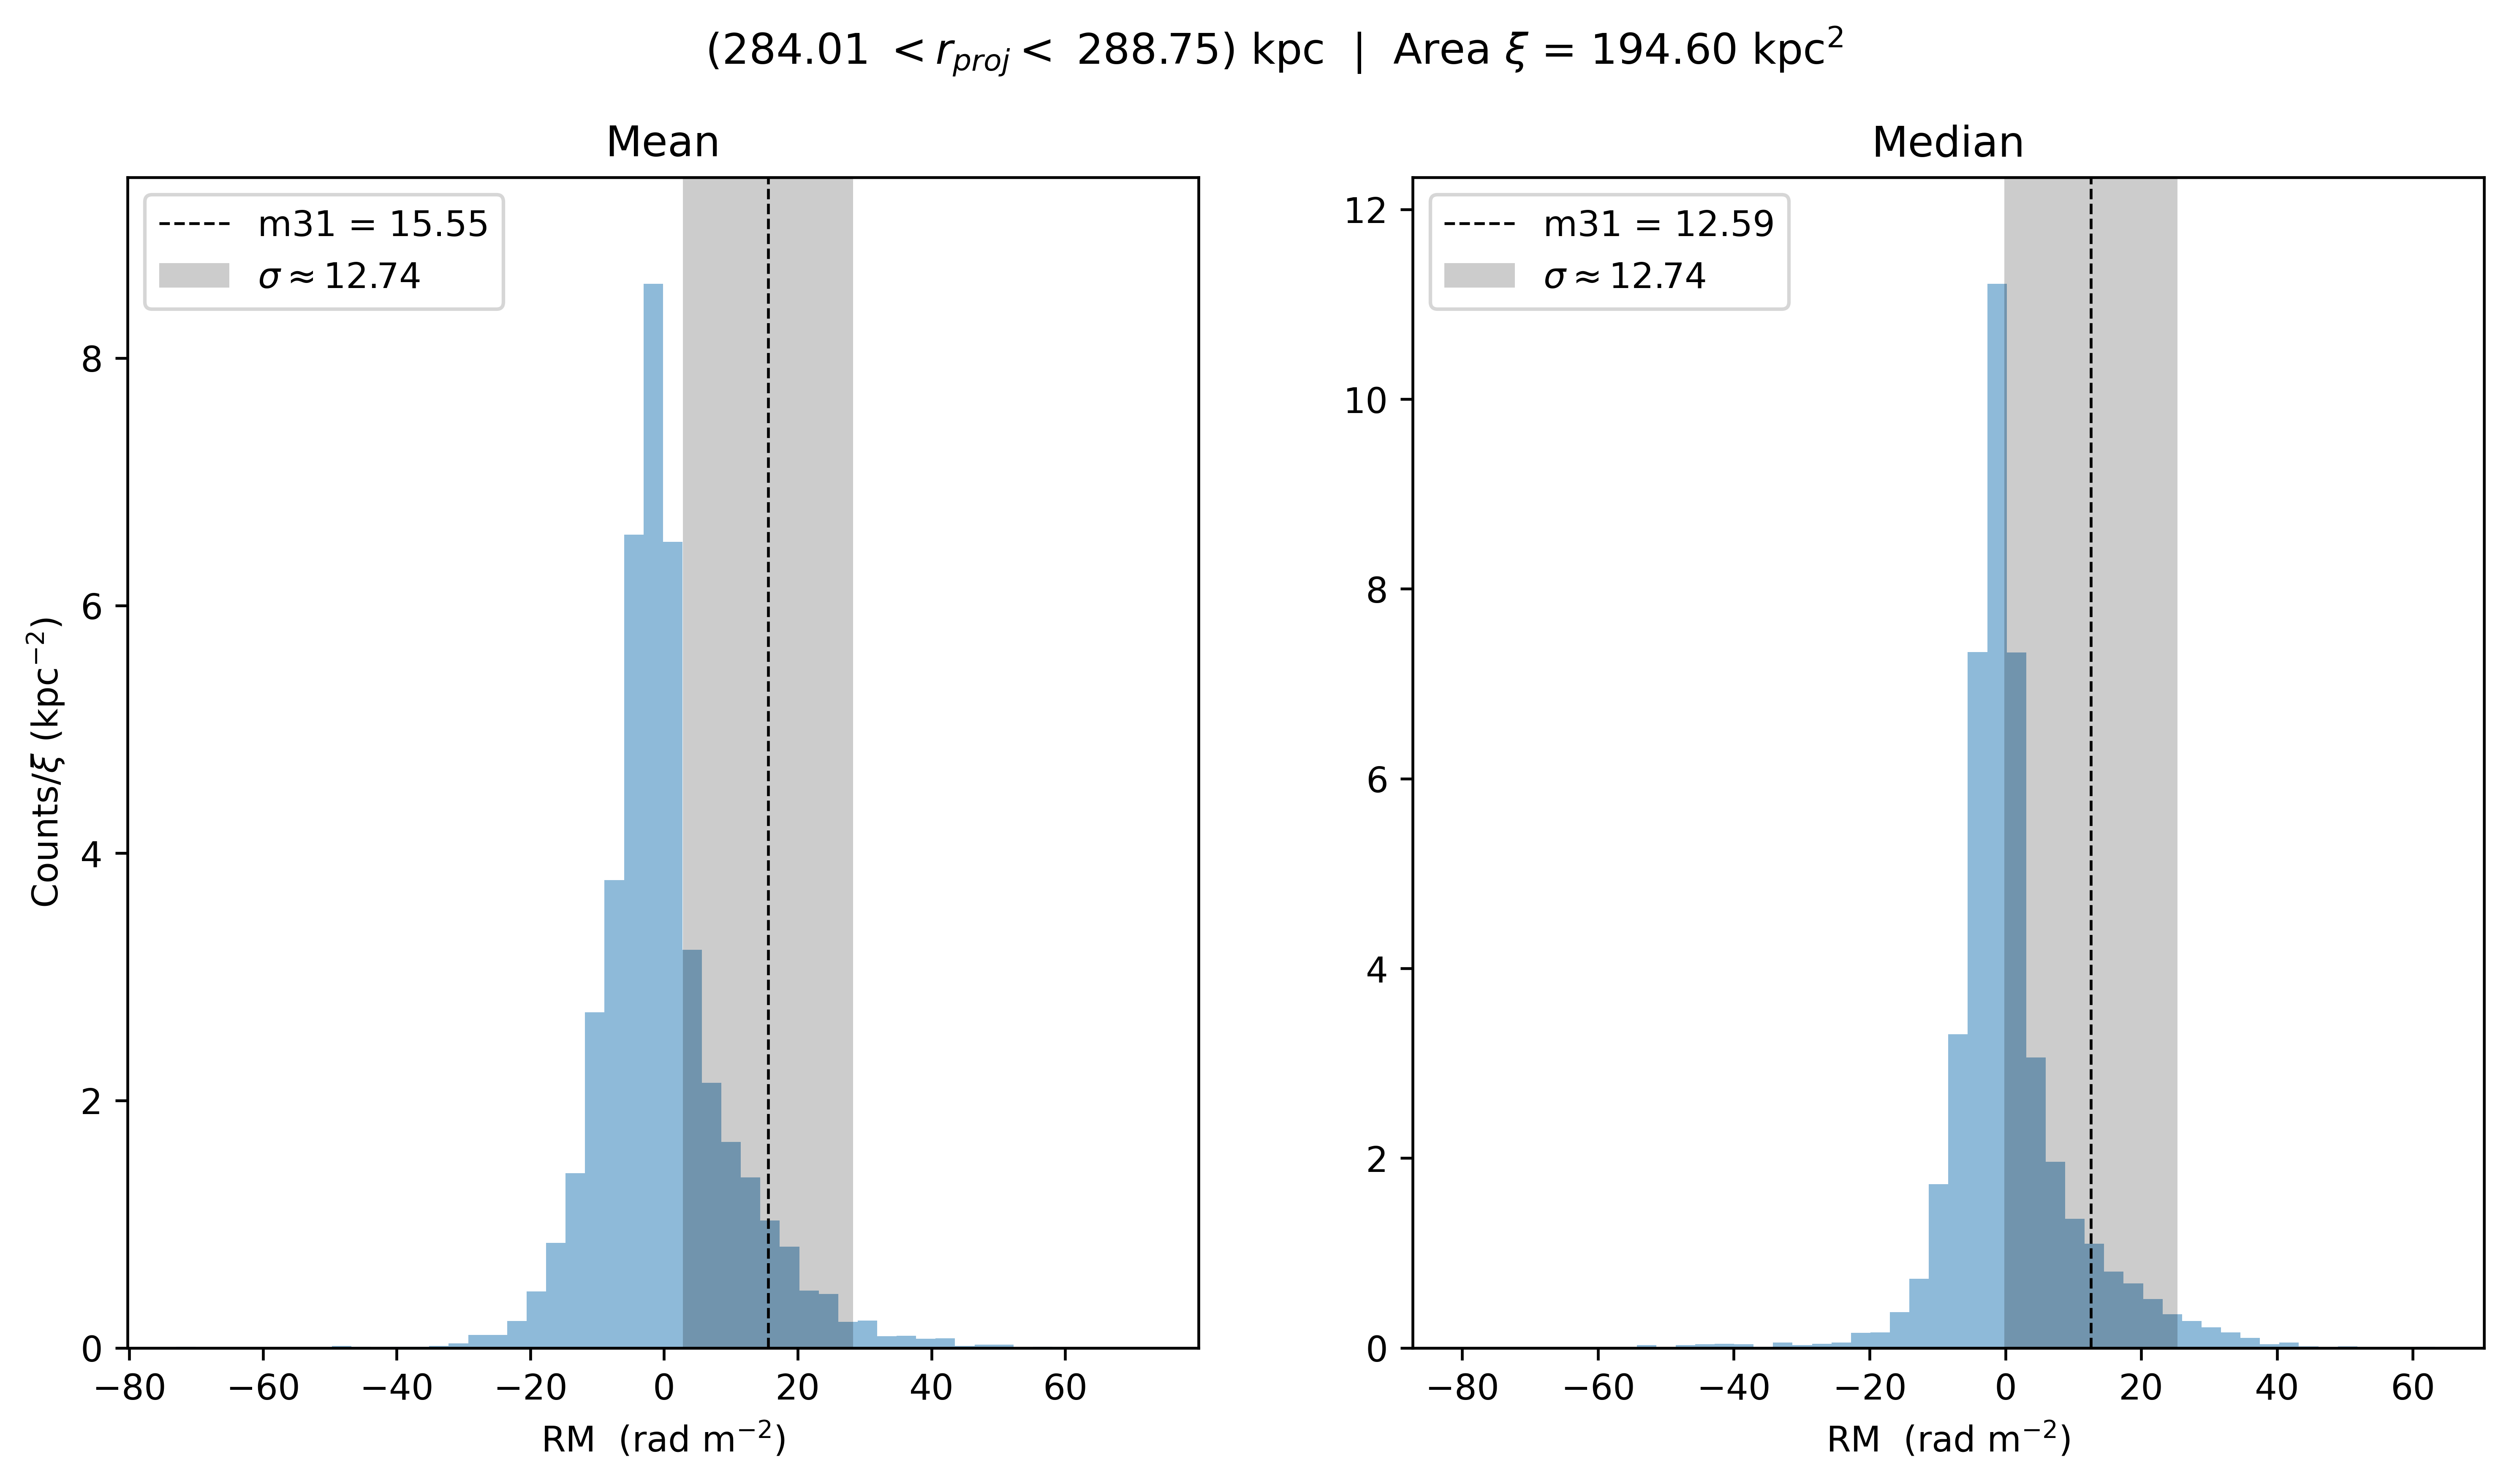 (284.01 < r_proj < 288.75) kpc | Area ξ = 194.60 kpc²
Mean
m31 = 15.55
σ ≈ 12.74
8
6
4
2
0
Counts/ξ (kpc⁻²)
−80 −60 −40 −20 0 20 40 60
RM (rad m⁻²)
Median
m31 = 12.59
σ ≈ 12.74
12
10
8
6
4
2
0
−80 −60 −40 −20 0 20 40 60
RM (rad m⁻²)